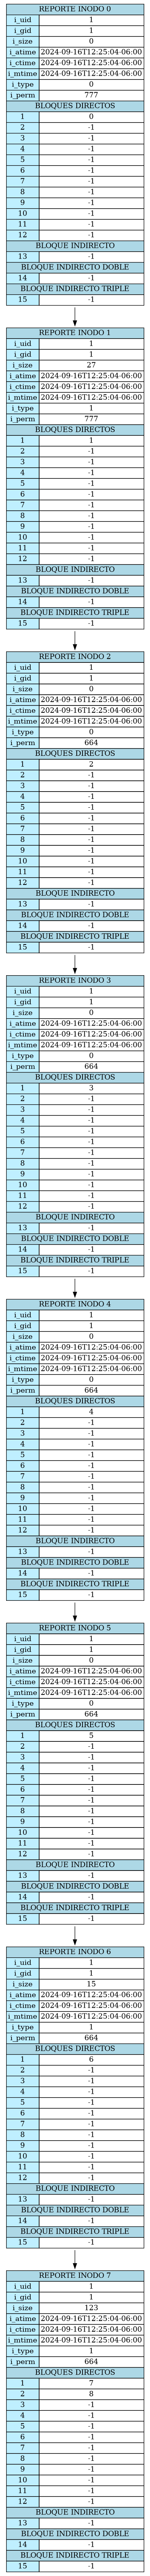 REPORTE INODO 0
i_uid 1
i_gid 1
i_size 0
i_atime 2024-09-16T12:25:04-06:00
i_ctime 2024-09-16T12:25:04-06:00
i_mtime 2024-09-16T12:25:04-06:00
i_type 0
i_perm 777
BLOQUES DIRECTOS
1 0
2 -1
3 -1
4 -1
5 -1
6 -1
7 -1
8 -1
9 -1
10 -1
11 -1
12 -1
BLOQUE INDIRECTO
13 -1
BLOQUE INDIRECTO DOBLE
14 -1
BLOQUE INDIRECTO TRIPLE
15 -1
REPORTE INODO 1
i_uid 1
i_gid 1
i_size 27
i_atime 2024-09-16T12:25:04-06:00
i_ctime 2024-09-16T12:25:04-06:00
i_mtime 2024-09-16T12:25:04-06:00
i_type 1
i_perm 777
BLOQUES DIRECTOS
1 1
2 -1
3 -1
4 -1
5 -1
6 -1
7 -1
8 -1
9 -1
10 -1
11 -1
12 -1
BLOQUE INDIRECTO
13 -1
BLOQUE INDIRECTO DOBLE
14 -1
BLOQUE INDIRECTO TRIPLE
15 -1
REPORTE INODO 2
i_uid 1
i_gid 1
i_size 0
i_atime 2024-09-16T12:25:04-06:00
i_ctime 2024-09-16T12:25:04-06:00
i_mtime 2024-09-16T12:25:04-06:00
i_type 0
i_perm 664
BLOQUES DIRECTOS
1 2
2 -1
3 -1
4 -1
5 -1
6 -1
7 -1
8 -1
9 -1
10 -1
11 -1
12 -1
BLOQUE INDIRECTO
13 -1
BLOQUE INDIRECTO DOBLE
14 -1
BLOQUE INDIRECTO TRIPLE
15 -1
REPORTE INODO 3
i_uid 1
i_gid 1
i_size 0
i_atime 2024-09-16T12:25:04-06:00
i_ctime 2024-09-16T12:25:04-06:00
i_mtime 2024-09-16T12:25:04-06:00
i_type 0
i_perm 664
BLOQUES DIRECTOS
1 3
2 -1
3 -1
4 -1
5 -1
6 -1
7 -1
8 -1
9 -1
10 -1
11 -1
12 -1
BLOQUE INDIRECTO
13 -1
BLOQUE INDIRECTO DOBLE
14 -1
BLOQUE INDIRECTO TRIPLE
15 -1
REPORTE INODO 4
i_uid 1
i_gid 1
i_size 0
i_atime 2024-09-16T12:25:04-06:00
i_ctime 2024-09-16T12:25:04-06:00
i_mtime 2024-09-16T12:25:04-06:00
i_type 0
i_perm 664
BLOQUES DIRECTOS
1 4
2 -1
3 -1
4 -1
5 -1
6 -1
7 -1
8 -1
9 -1
10 -1
11 -1
12 -1
BLOQUE INDIRECTO
13 -1
BLOQUE INDIRECTO DOBLE
14 -1
BLOQUE INDIRECTO TRIPLE
15 -1
REPORTE INODO 5
i_uid 1
i_gid 1
i_size 0
i_atime 2024-09-16T12:25:04-06:00
i_ctime 2024-09-16T12:25:04-06:00
i_mtime 2024-09-16T12:25:04-06:00
i_type 0
i_perm 664
BLOQUES DIRECTOS
1 5
2 -1
3 -1
4 -1
5 -1
6 -1
7 -1
8 -1
9 -1
10 -1
11 -1
12 -1
BLOQUE INDIRECTO
13 -1
BLOQUE INDIRECTO DOBLE
14 -1
BLOQUE INDIRECTO TRIPLE
15 -1
REPORTE INODO 6
i_uid 1
i_gid 1
i_size 15
i_atime 2024-09-16T12:25:04-06:00
i_ctime 2024-09-16T12:25:04-06:00
i_mtime 2024-09-16T12:25:04-06:00
i_type 1
i_perm 664
BLOQUES DIRECTOS
1 6
2 -1
3 -1
4 -1
5 -1
6 -1
7 -1
8 -1
9 -1
10 -1
11 -1
12 -1
BLOQUE INDIRECTO
13 -1
BLOQUE INDIRECTO DOBLE
14 -1
BLOQUE INDIRECTO TRIPLE
15 -1
REPORTE INODO 7
i_uid 1
i_gid 1
i_size 123
i_atime 2024-09-16T12:25:04-06:00
i_ctime 2024-09-16T12:25:04-06:00
i_mtime 2024-09-16T12:25:04-06:00
i_type 1
i_perm 664
BLOQUES DIRECTOS
1 7
2 8
3 -1
4 -1
5 -1
6 -1
7 -1
8 -1
9 -1
10 -1
11 -1
12 -1
BLOQUE INDIRECTO
13 -1
BLOQUE INDIRECTO DOBLE
14 -1
BLOQUE INDIRECTO TRIPLE
15 -1